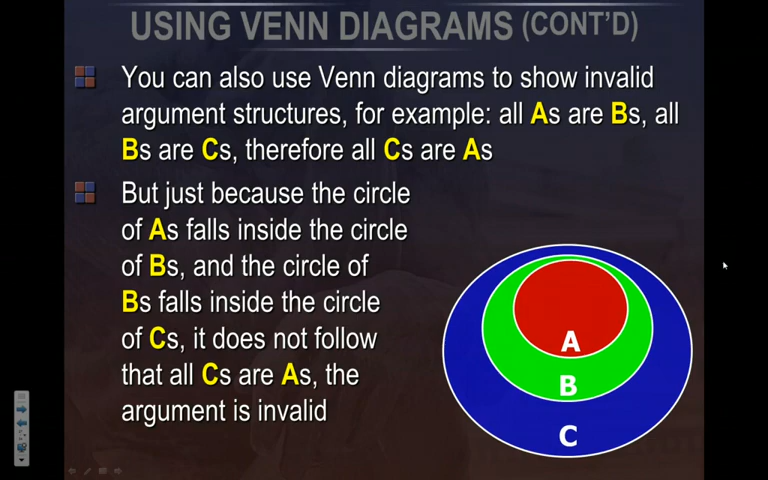 USING VENN DIAGRAMS (CONT'D)
You can also use Venn diagrams to show invalid
argument structures, for example: all As are Bs, all
Bs are Cs, therefore all Cs are As
But just because the circle
of As falls inside the circle
of Bs, and the circle of
Bs falls inside the circle
of Cs, it does not follow
that all Cs are As, the
argument is invalid
A
B
C